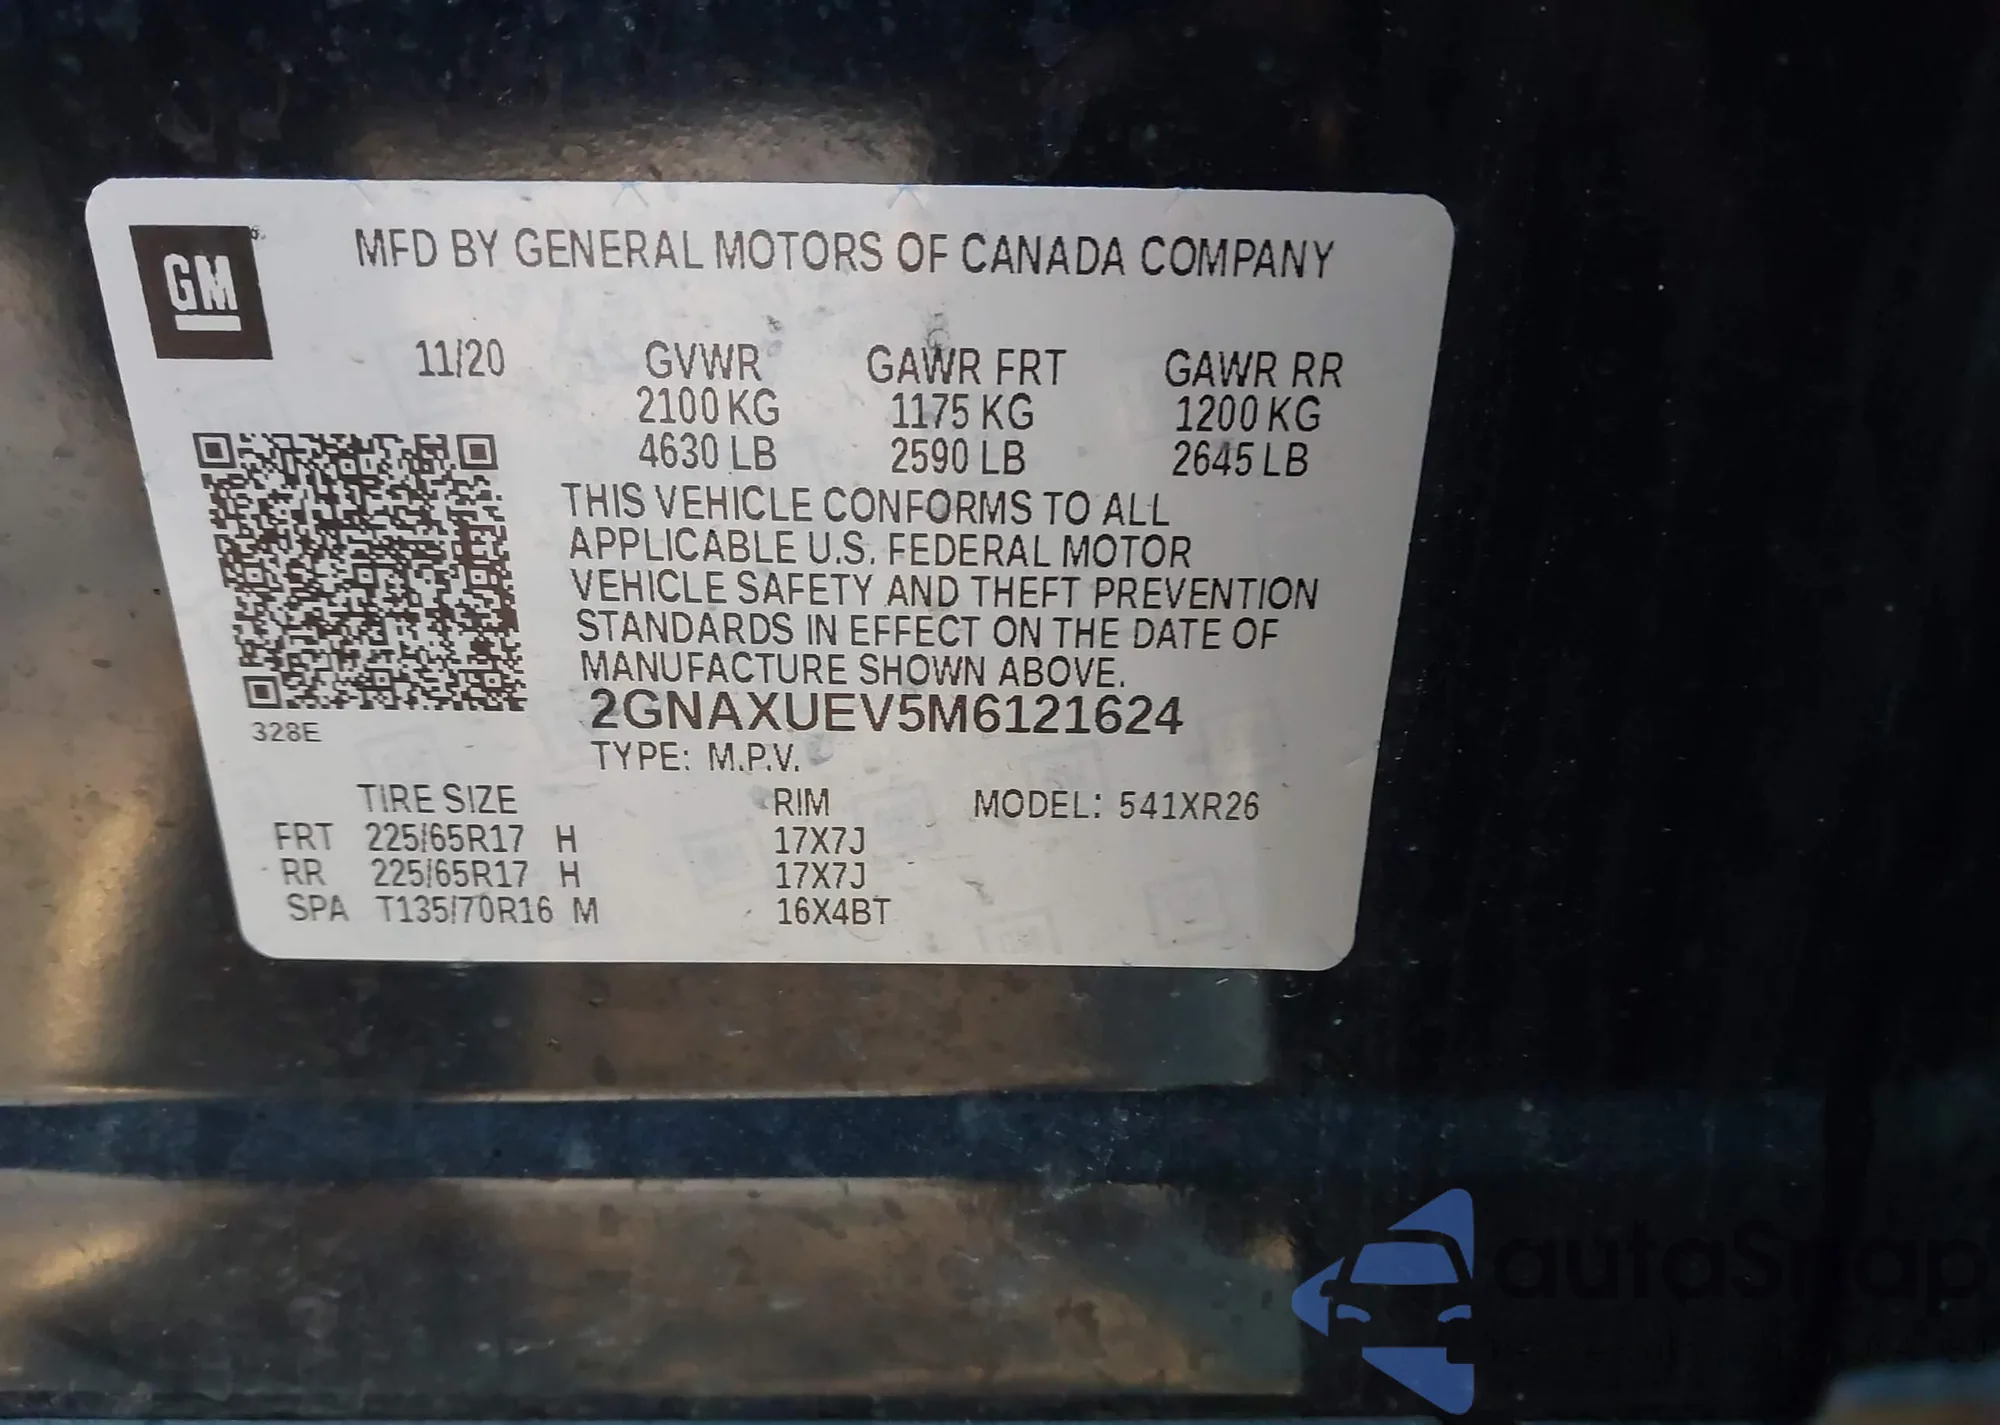 GM
MFD BY GENERAL MOTORS OF CANADA COMPANY
11/20 GVWR GAWR FRT GAWR RR
2100 KG 1175 KG 1200 KG
4630 LB 2590 LB 2645 LB
THIS VEHICLE CONFORMS TO ALL
APPLICABLE U.S. FEDERAL MOTOR
VEHICLE SAFETY AND THEFT PREVENTION
STANDARDS IN EFFECT ON THE DATE OF
MANUFACTURE SHOWN ABOVE.
2GNAXUEV5M6121624
328E
TYPE: M.P.V.
TIRE SIZE RIM MODEL: 541XR26
FRT 225/65R17 H 17X7J
RR 225/65R17 H 17X7J
SPA T135/70R16 M 16X4BT
autaSnap